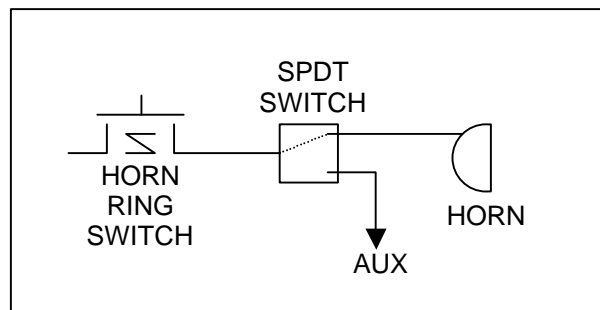 SPDT
SWITCH
HORN
RING
SWITCH
HORN
AUX